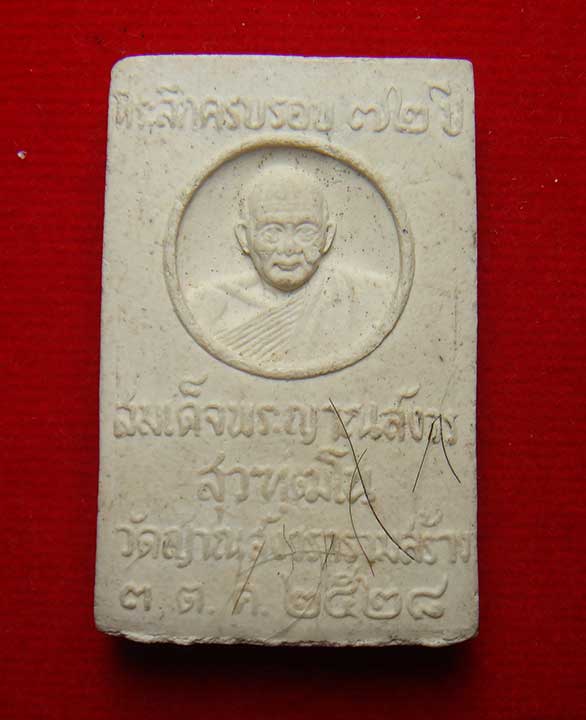 ที่ระลึกครบรอบ ๗๒ ปี
สมเด็จพระญาณสังวร
สุวฑฺฒโน
วัดญาณสังวรารามสร้าง
๓ ต. ค. ๒๕๒๘